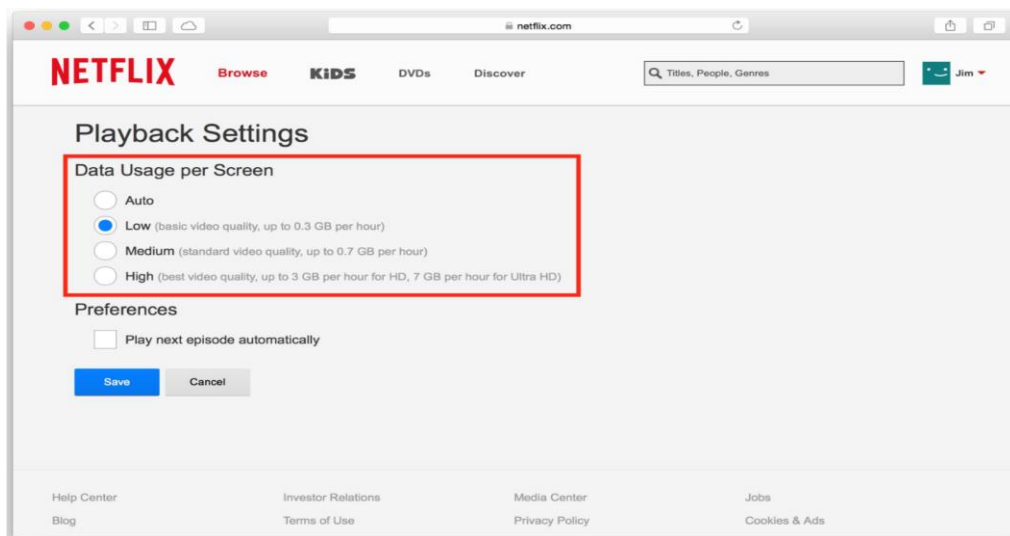 netflix.com
NETFLIX Browse KiDS DVDs Discover Titles, People, Genres Jim
Playback Settings
Data Usage per Screen
Auto
Low (basic video quality, up to 0.3 GB per hour)
Medium (standard video quality, up to 0.7 GB per hour)
High (best video quality, up to 3 GB per hour for HD, 7 GB per hour for Ultra HD)
Preferences
Play next episode automatically
Save Cancel
Help Center Investor Relations Media Center Jobs
Blog Terms of Use Privacy Policy Cookies & Ads